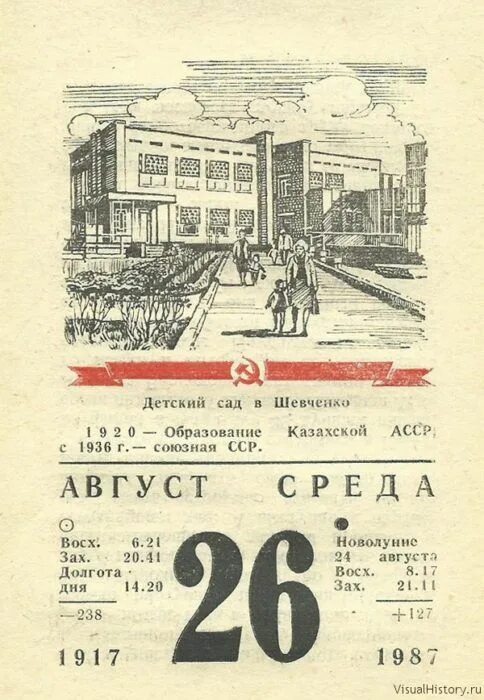 Детский сад в Шевченко
1920 — Образование Казахской АССР,
с 1936 г.— союзная ССР.
АВГУСТ СРЕДА
Восх. 6.21
Зах. 20.41
Долгота
дня 14.20
—238
1917
26
Новолуние
24 августа
Восх. 8.17
Зах. 21.11
+127
1987
VisualHistory.ru